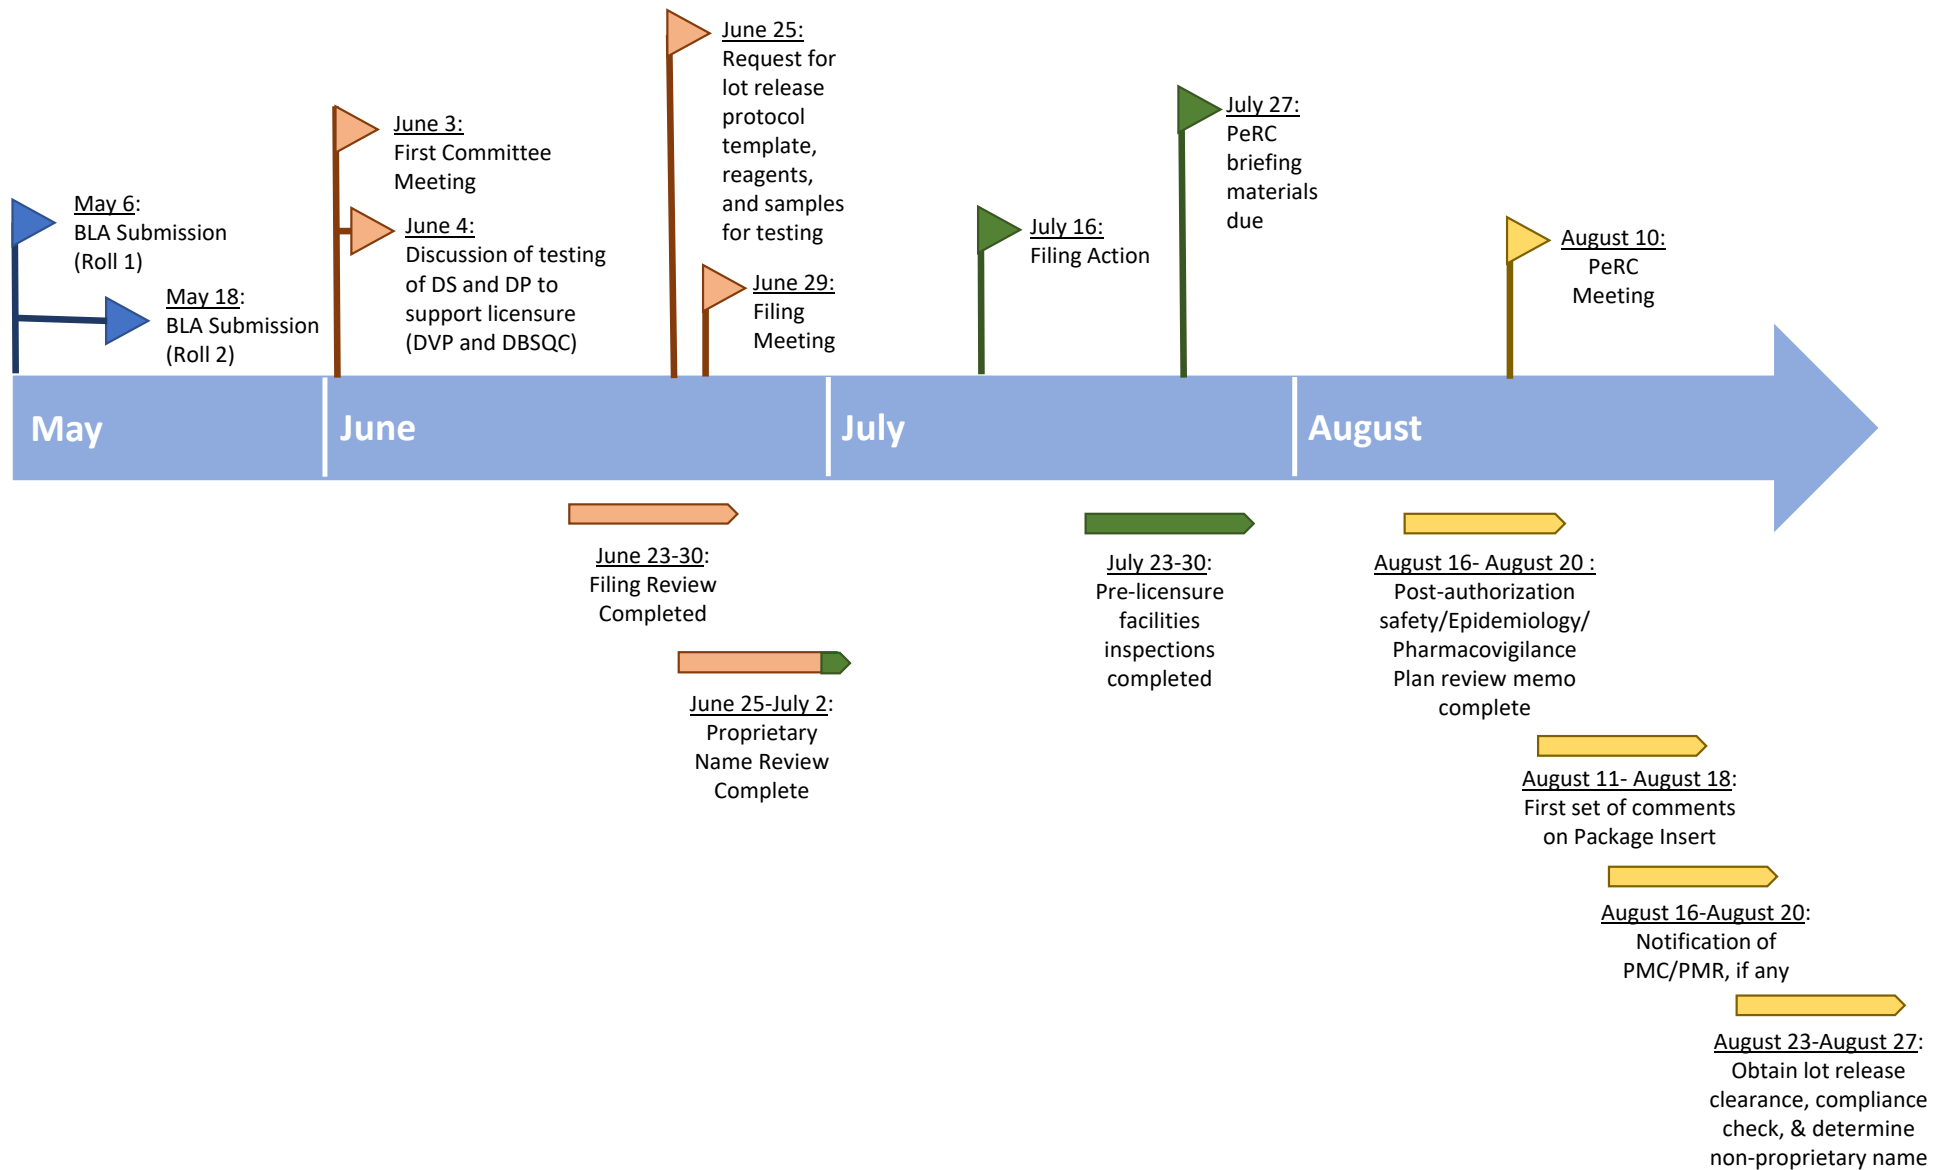 May 6:
BLA Submission
(Roll 1)
May 18:
BLA Submission
(Roll 2)
June 3:
First Committee
Meeting
June 4:
Discussion of testing
of DS and DP to
support licensure
(DVP and DBSQC)
June 25:
Request for
lot release
protocol
template,
reagents,
and samples
for testing
June 29:
Filing
Meeting
July 16:
Filing Action
July 27:
PeRC
briefing
materials
due
August 10:
PeRC
Meeting
May
June
July
August
June 23-30:
Filing Review
Completed
June 25-July 2:
Proprietary
Name Review
Complete
July 23-30:
Pre-licensure
facilities
inspections
completed
August 16- August 20 :
Post-authorization
safety/Epidemiology/
Pharmacovigilance
Plan review memo
complete
August 11- August 18:
First set of comments
on Package Insert
August 16-August 20:
Notification of
PMC/PMR, if any
August 23-August 27:
Obtain lot release
clearance, compliance
check, & determine
non-proprietary name